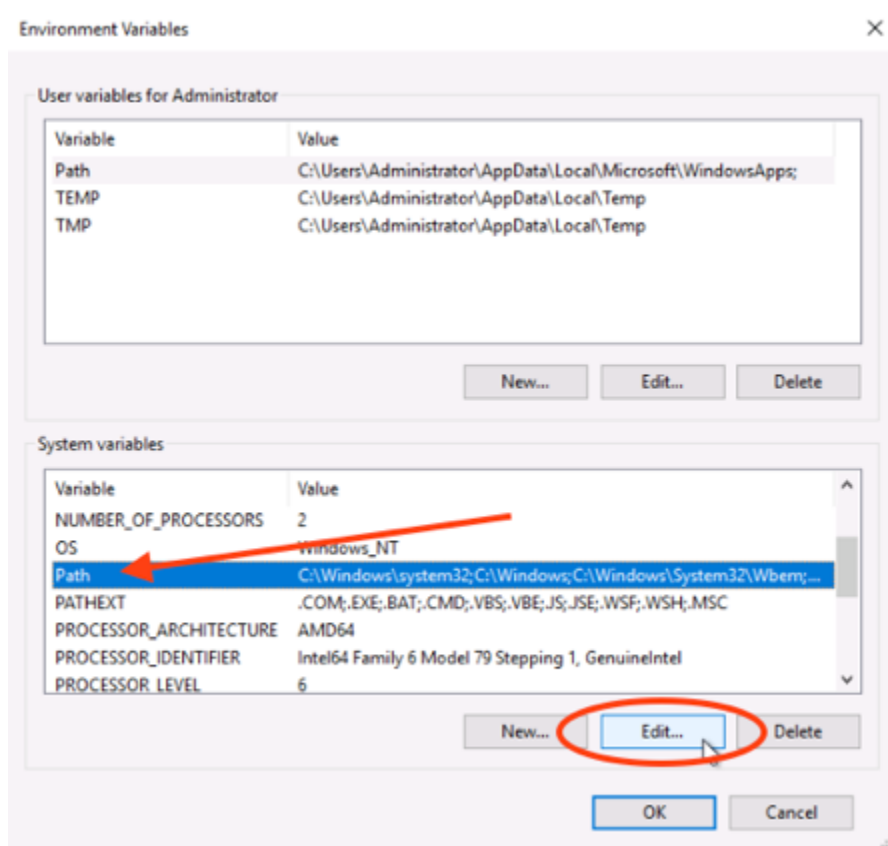 Environment Variables
User variables for Administrator
Variable Value
Path C:\Users\Administrator\AppData\Local\Microsoft\WindowsApps;
TEMP C:\Users\Administrator\AppData\Local\Temp
TMP C:\Users\Administrator\AppData\Local\Temp
New... Edit... Delete
System variables
Variable Value
NUMBER_OF_PROCESSORS 2
OS Windows_NT
Path C:\Windows\system32;C:\Windows;C:\Windows\System32\Wbem;...
PATHEXT .COM;.EXE;.BAT;.CMD;.VBS;.VBE;.JS;.JSE;.WSF;.WSH;.MSC
PROCESSOR_ARCHITECTURE AMD64
PROCESSOR_IDENTIFIER Intel64 Family 6 Model 79 Stepping 1, GenuineIntel
PROCESSOR_LEVEL 6
New... Edit... Delete
OK Cancel